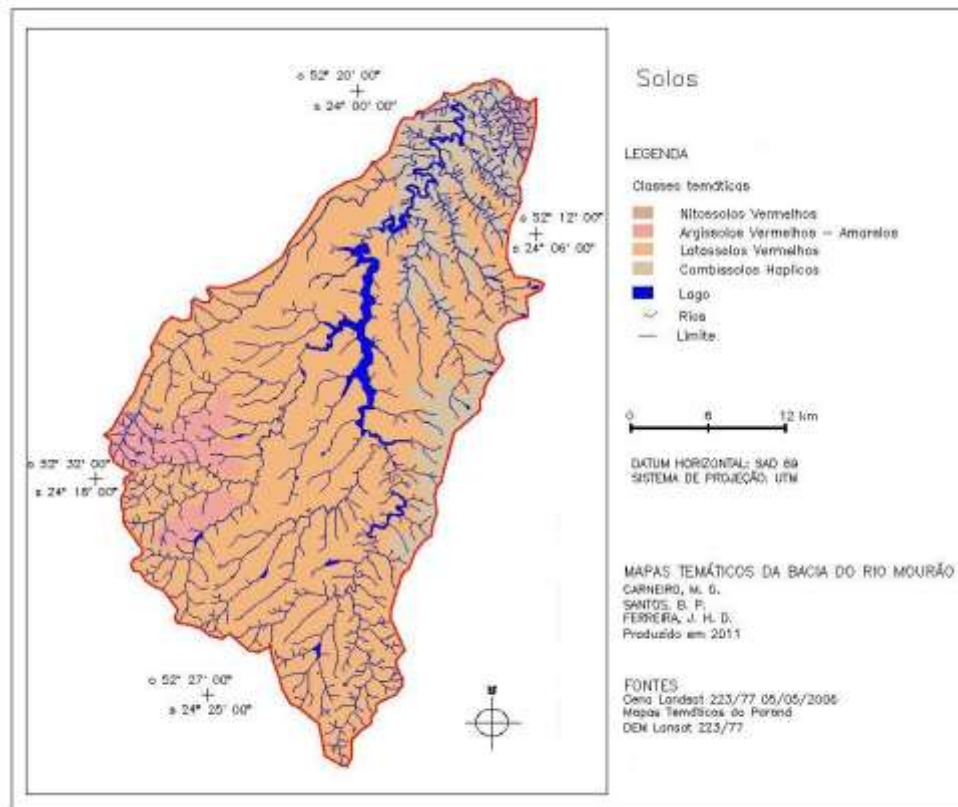 o 52° 20' 00"
s 24° 00' 00"
o 52° 12' 00"
s 24° 06' 00"
o 52° 32' 00"
s 24° 18' 00"
o 52° 27' 00"
s 24° 25' 00"
N
Solos
LEGENDA
Classes temáticas
Nitossolos Vermelhos
Argissolos Vermelhos – Amarelos
Latossolos Vermelhos
Cambissolos Haplicos
Lago
Rios
Limite
0 6 12 km
DATUM HORIZONTAL: SAD 69
SISTEMA DE PROJEÇÃO: UTM
MAPAS TEMÁTICOS DA BACIA DO RIO MOURÃO
CARNEIRO, M. G.
SANTOS, B. P.
FERREIRA, J. H. D.
Produzido em 2011
FONTES
Cena Landsat 223/77 05/05/2006
Mapas Temáticos do Paraná
DEM Lansat 223/77